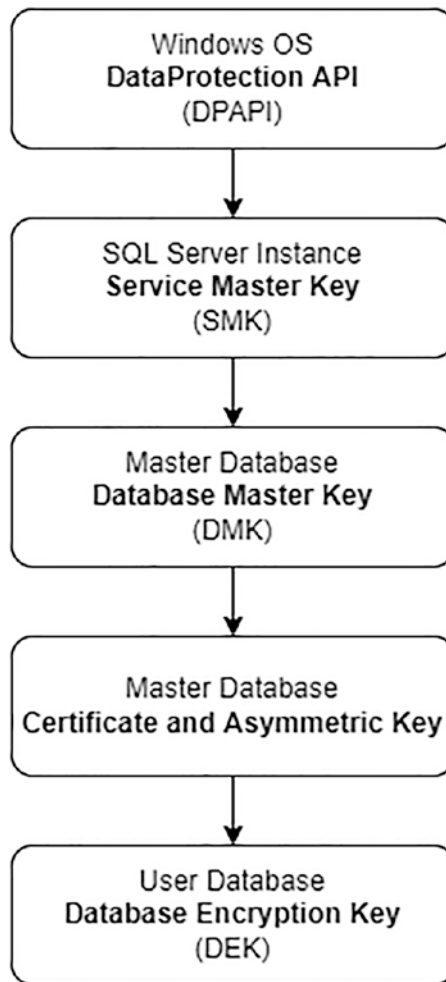 Windows OS
DataProtection API
(DPAPI)
SQL Server Instance
Service Master Key
(SMK)
Master Database
Database Master Key
(DMK)
Master Database
Certificate and Asymmetric Key
User Database
Database Encryption Key
(DEK)